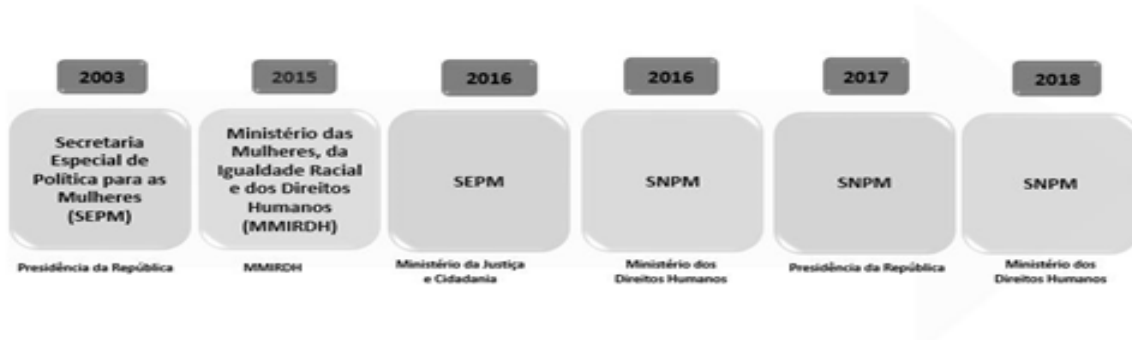 2003
2015
2016
2016
2017
2018
Secretaria
Especial de
Política para as
Mulheres
(SEPM)
Ministério das
Mulheres, da
Igualdade Racial
e dos Direitos
Humanos
(MMIRDH)
SEPM
SNPM
SNPM
SNPM
Presidência da República
MMIRDH
Ministério da Justiça
e Cidadania
Ministério dos
Direitos Humanos
Presidência da República
Ministério dos
Direitos Humanos